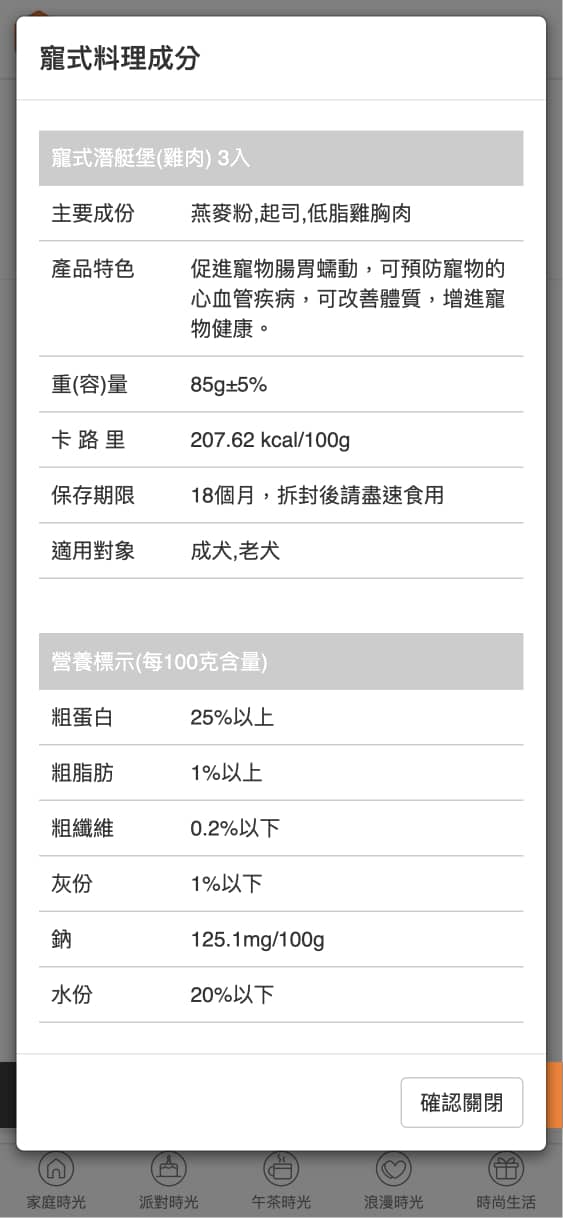 寵式料理成分
寵式潛艇堡(雞肉) 3入
主要成份 燕麥粉,起司,低脂雞胸肉
產品特色 促進寵物腸胃蠕動，可預防寵物的
心血管疾病，可改善體質，增進寵
物健康。
重(容)量 85g±5%
卡 路 里 207.62 kcal/100g
保存期限 18個月，拆封後請盡速食用
適用對象 成犬,老犬
營養標示(每100克含量)
粗蛋白 25%以上
粗脂肪 1%以上
粗纖維 0.2%以下
灰份 1%以下
鈉 125.1mg/100g
水份 20%以下
確認關閉
家庭時光 派對時光 午茶時光 浪漫時光 時尚生活